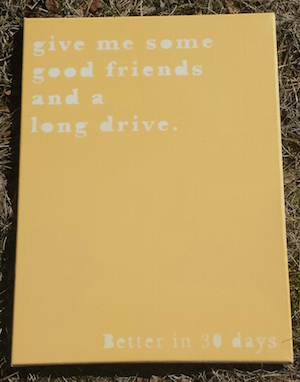 give me some
good friends
and a
long drive.
Better in 30 days